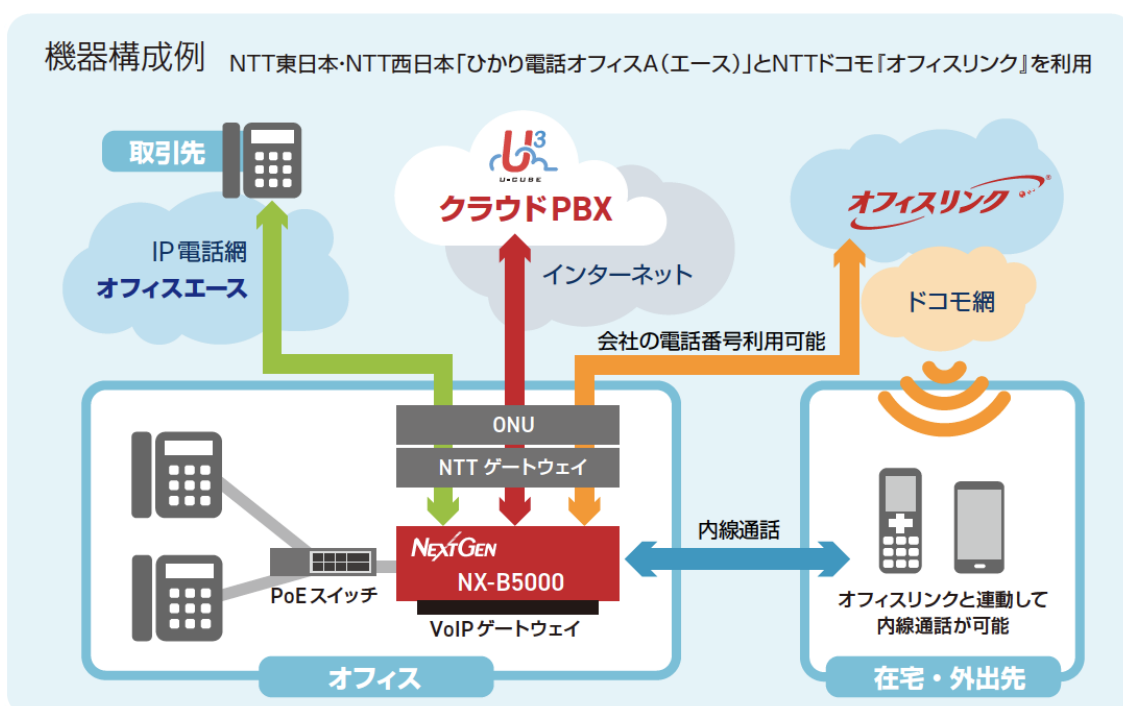 機器構成例 NTT東日本・NTT西日本「ひかり電話オフィスA(エース)」とNTTドコモ『オフィスリンク』を利用
取引先
U3
U-CUBE
クラウドPBX
オフィスリンク®
IP電話網
オフィスエース
インターネット
ドコモ網
会社の電話番号利用可能
ONU
NTT ゲートウェイ
NEXTGEN
NX-B5000
内線通話
PoEスイッチ
VoIPゲートウェイ
オフィスリンクと連動して
内線通話が可能
オフィス
在宅・外出先